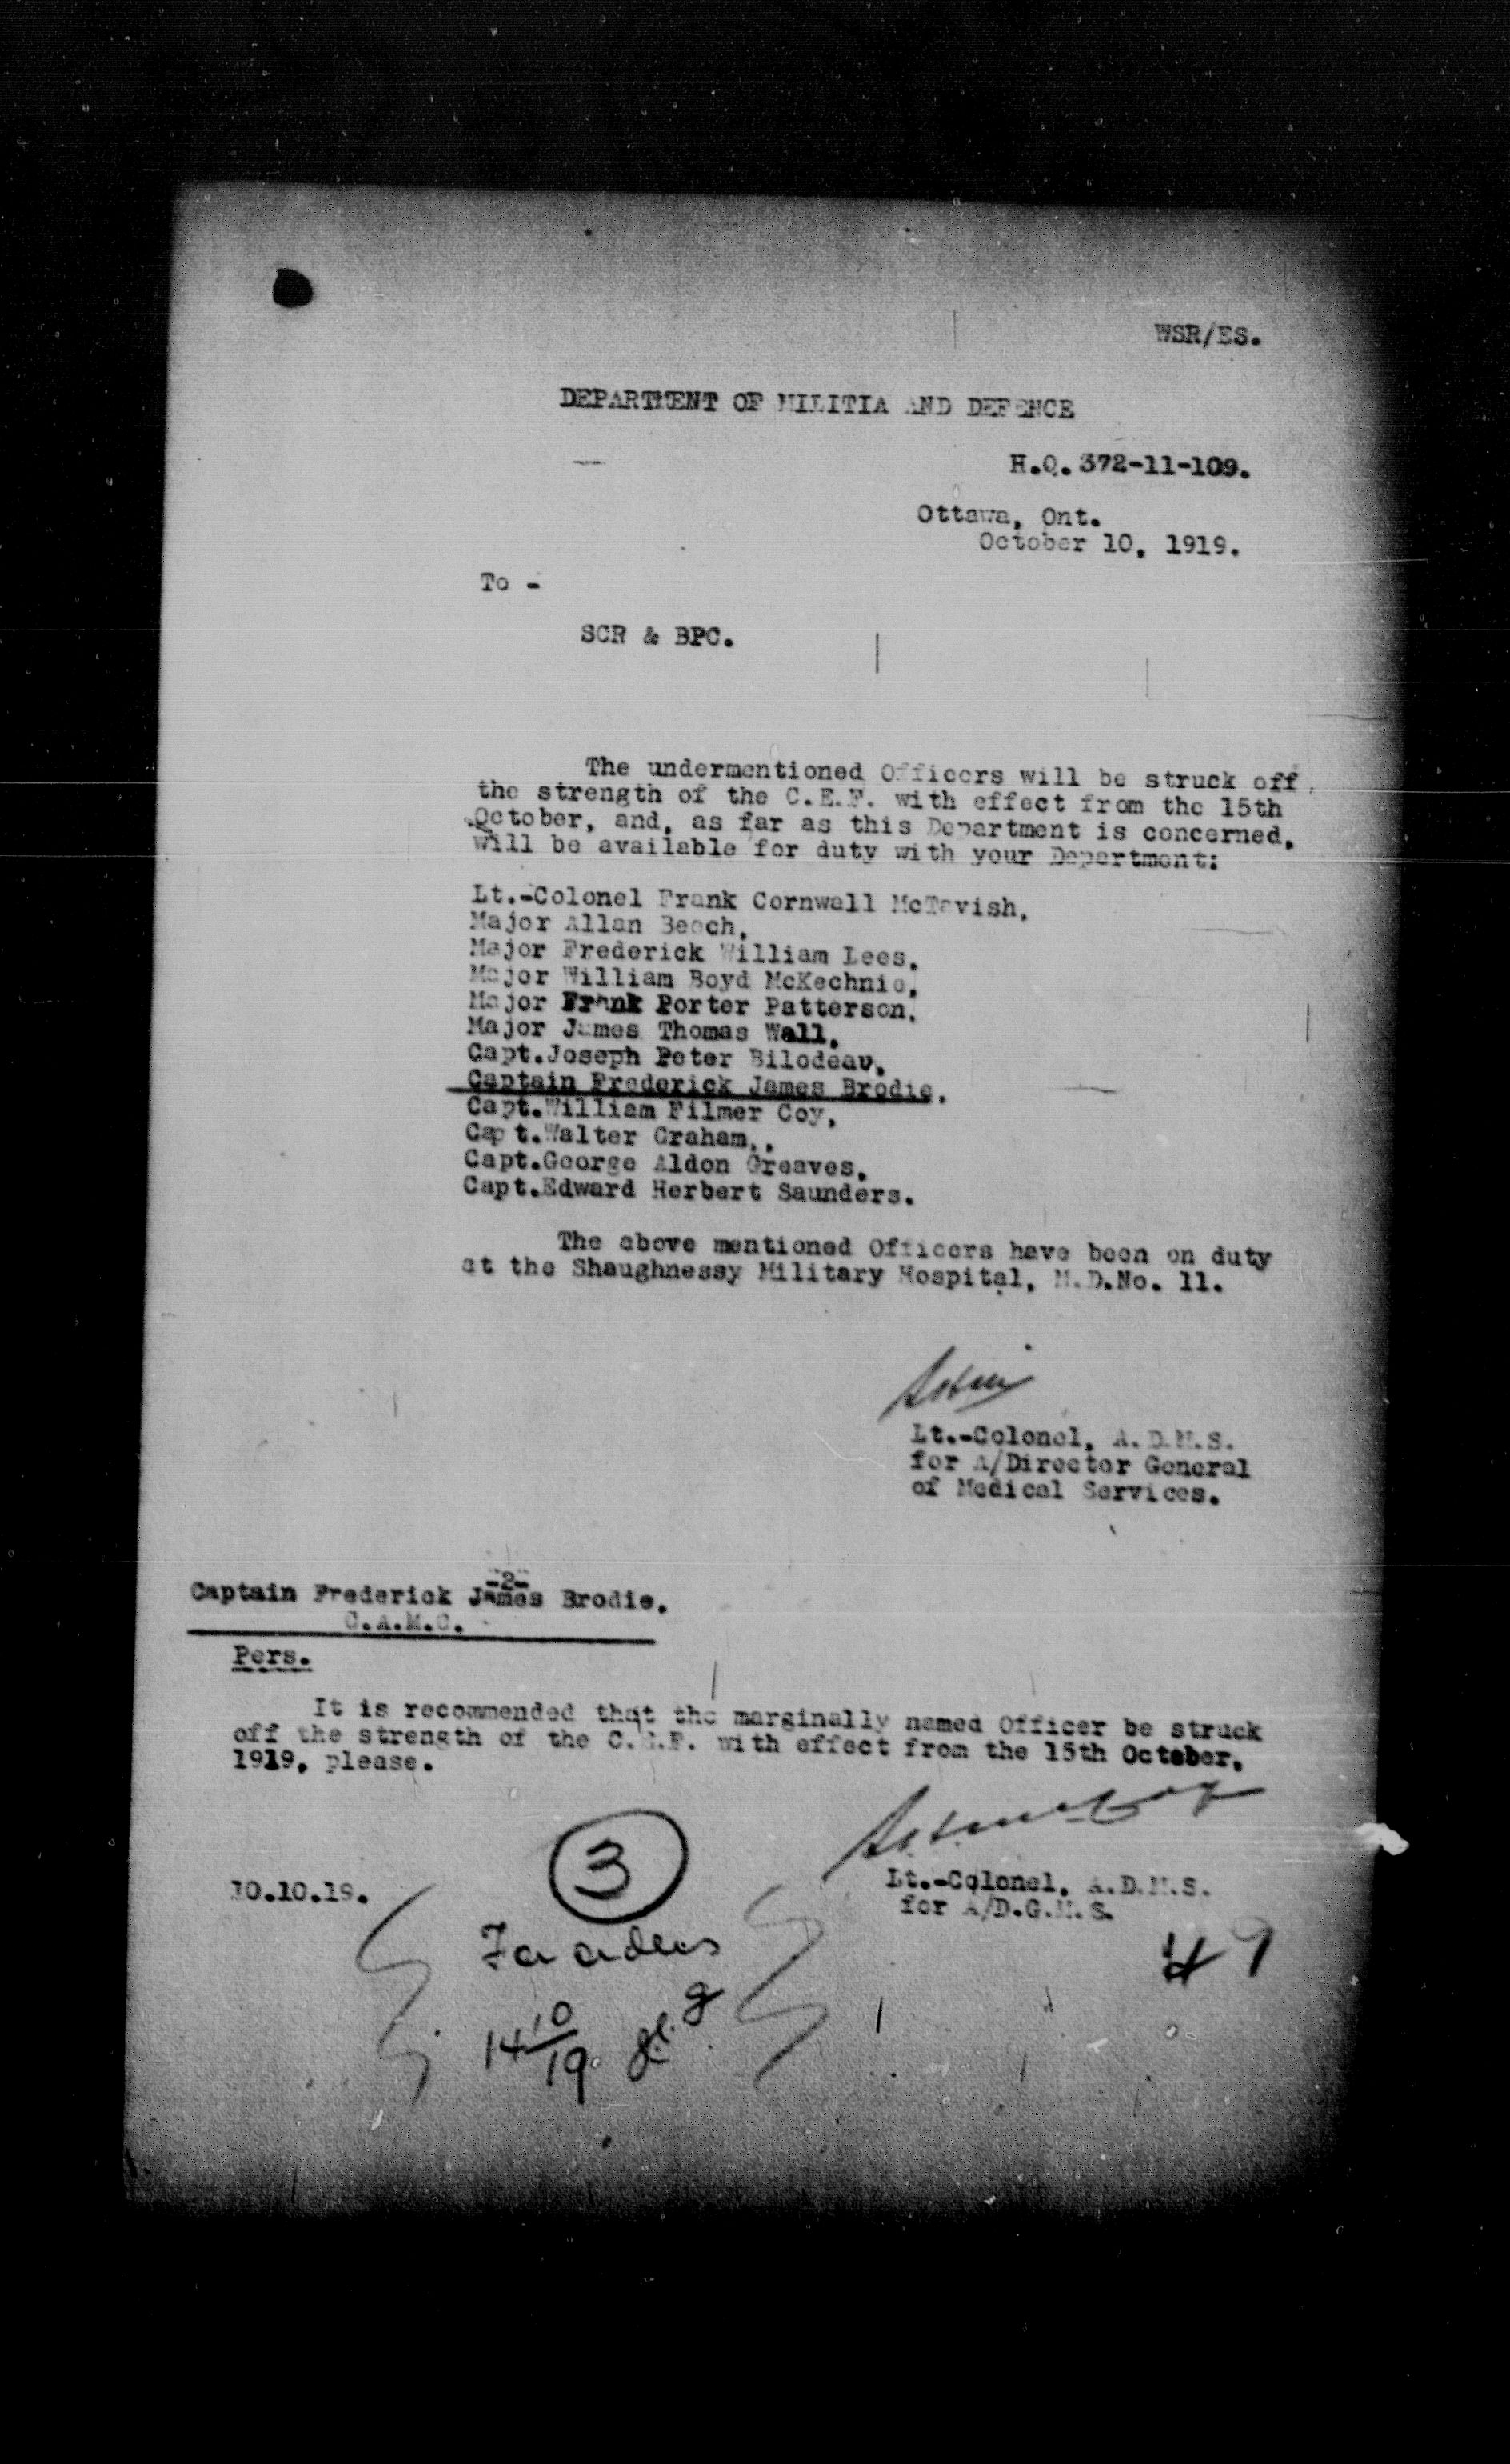 WSR/ES.
DEPARTMENT OF MILITIA AND DEFENCE
H.Q. 372-11-109.
Ottawa, Ont.
October 10, 1919.
To -
SCR & BPC.
The undermentioned Officers will be struck off
the strength of the C.E.F. with effect from the 15th
October, and, as far as this Department is concerned,
will be available for duty with your Department:
Lt.-Colonel Frank Cornwall McTavish,
Major Allan Beech,
Major Frederick William Lees,
Major William Boyd McKechnie,
Major Frank Porter Patterson,
Major James Thomas Wall,
Capt.Joseph Peter Bilodeau,
Captain Frederick James Brodie,
Capt.William Filmer Coy,
Capt.Walter Graham,.
Capt.George Aldon Greaves,
Capt.Edward Herbert Saunders.
The above mentioned Officers have been on duty
at the Shaughnessy Military Hospital, M.D.No. 11.
Lt.-Colonel, A.D.M.S.
for A/Director General
of Medical Services.
-2-
Captain Frederick James Brodie,
C.A.M.C.
Pers.
It is recommended that the marginally named Officer be struck
off the strength of the C.E.F. with effect from the 15th October,
1919, please.
10.10.19.
3
Lt.-Colonel, A.D.M.S.
for A/D.G.M.S.
14 10/19